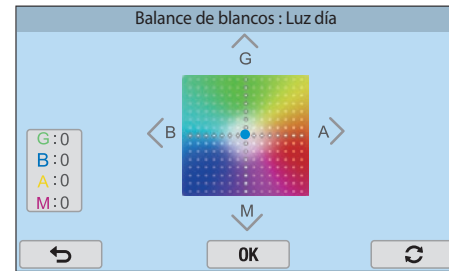 Balance de blancos : Luz día
G
B
A
G:0
B:0
A:0
M:0
M
OK